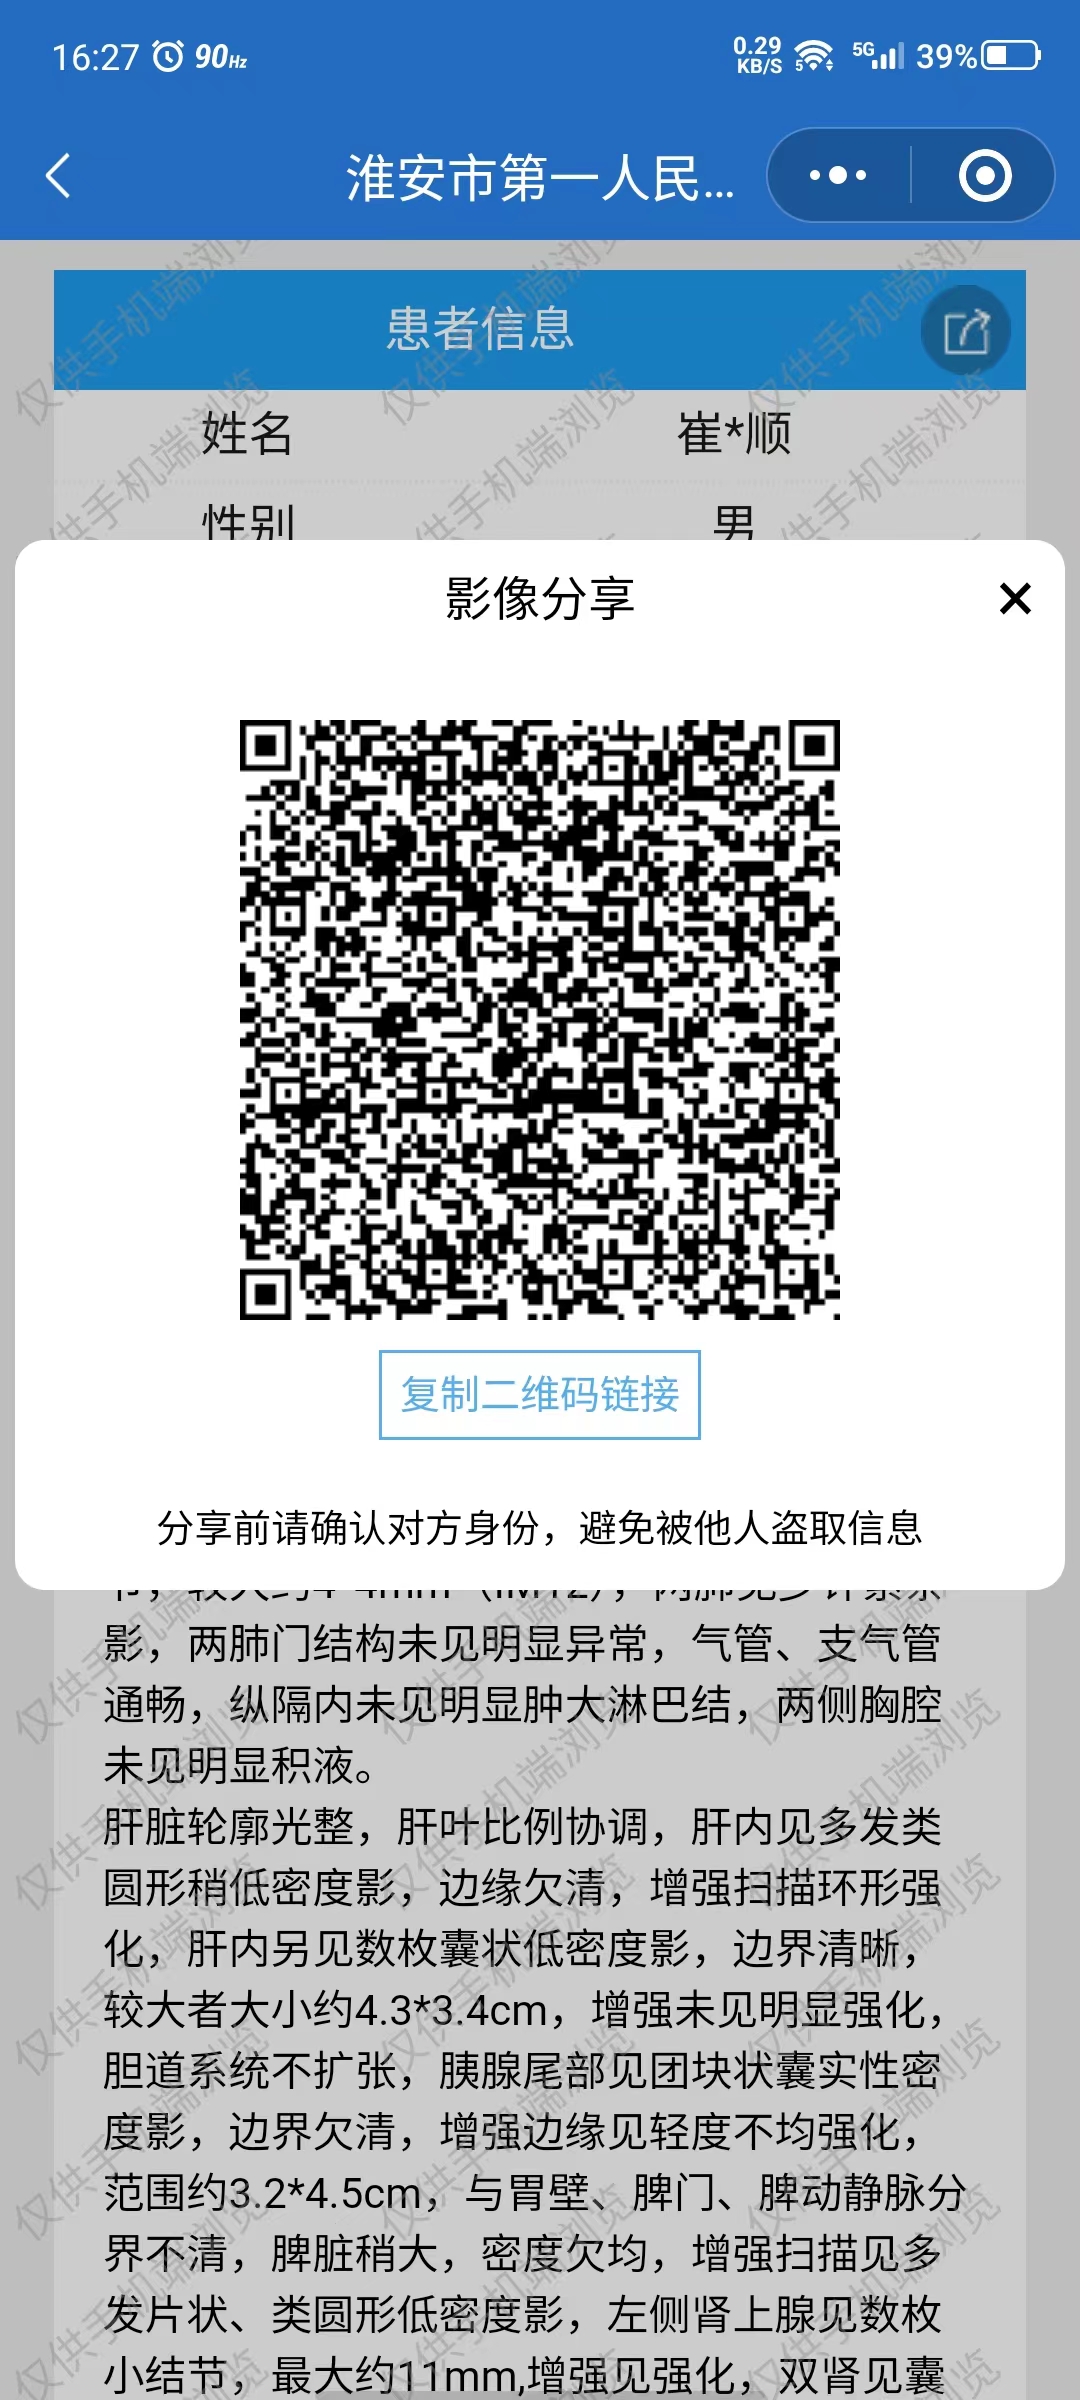 16:27 90Hz 0.29 KB/S 5 5G 39%
淮安市第一人民...
患者信息
姓名 崔*顺
性别 男
影像分享
复制二维码链接
分享前请确认对方身份，避免被他人盗取信息
影，两肺门结构未见明显异常，气管、支气管
通畅，纵隔内未见明显肿大淋巴结，两侧胸腔
未见明显积液。
肝脏轮廓光整，肝叶比例协调，肝内见多发类
圆形稍低密度影，边缘欠清，增强扫描环形强
化，肝内另见数枚囊状低密度影，边界清晰，
较大者大小约4.3*3.4cm，增强未见明显强化，
胆道系统不扩张，胰腺尾部见团块状囊实性密
度影，边界欠清，增强边缘见轻度不均强化，
范围约3.2*4.5cm，与胃壁、脾门、脾动静脉分
界不清，脾脏稍大，密度欠均，增强扫描见多
发片状、类圆形低密度影，左侧肾上腺见数枚
小结节，最大约11mm,增强见强化，双肾见囊
仅供手机端浏览